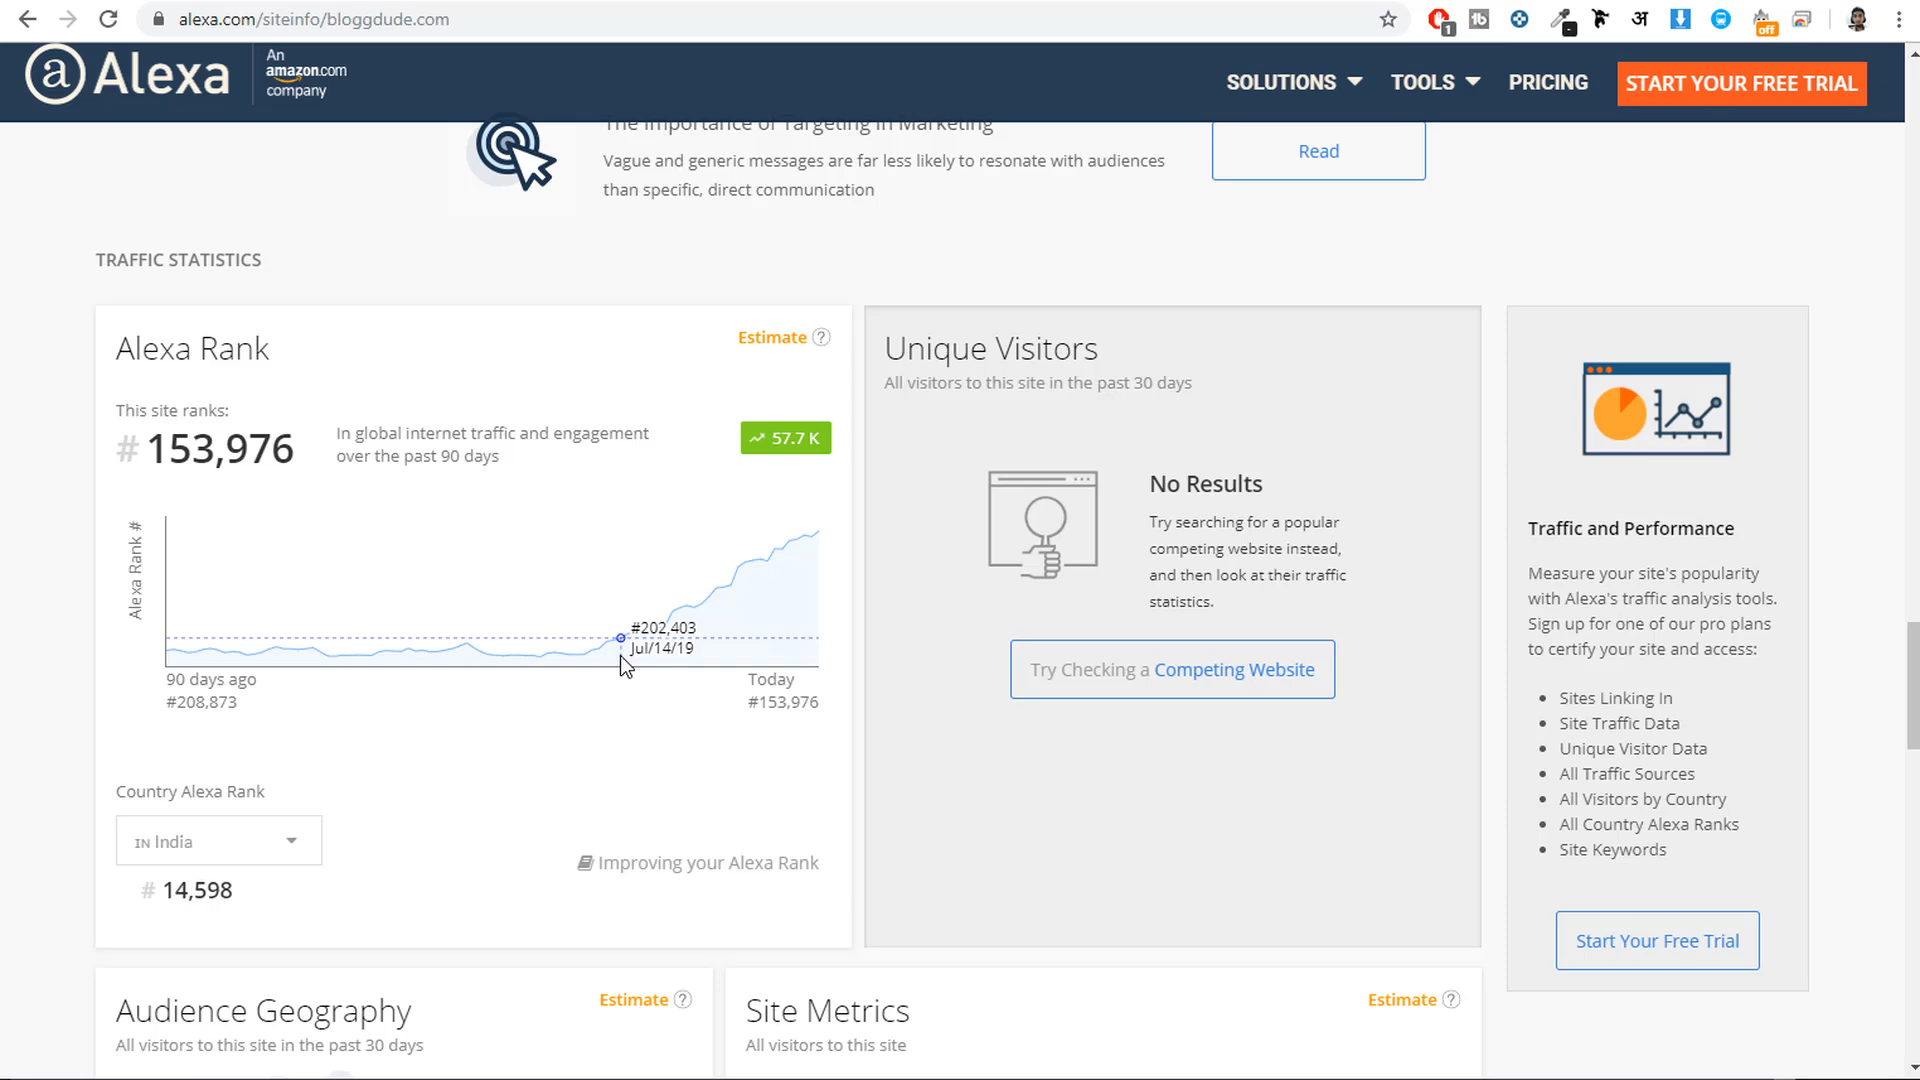 alexa.com/siteinfo/bloggdude.com
1
off
a Alexa
An
amazon.com
company
SOLUTIONS
TOOLS
PRICING
START YOUR FREE TRIAL
The Importance of Targeting in Marketing
Vague and generic messages are far less likely to resonate with audiences
than specific, direct communication
Read
TRAFFIC STATISTICS
Alexa Rank
Estimate ?
This site ranks:
# 153,976
In global internet traffic and engagement
over the past 90 days
57.7 K
Alexa Rank #
#202,403
Jul/14/19
90 days ago
#208,873
Today
#153,976
Country Alexa Rank
IN India
# 14,598
Improving your Alexa Rank
Unique Visitors
All visitors to this site in the past 30 days
No Results
Try searching for a popular
competing website instead,
and then look at their traffic
statistics.
Try Checking a Competing Website
Traffic and Performance
Measure your site's popularity
with Alexa's traffic analysis tools.
Sign up for one of our pro plans
to certify your site and access:
• Sites Linking In
• Site Traffic Data
• Unique Visitor Data
• All Traffic Sources
• All Visitors by Country
• All Country Alexa Ranks
• Site Keywords
Start Your Free Trial
Audience Geography
Estimate ?
All visitors to this site in the past 30 days
Site Metrics
Estimate ?
All visitors to this site